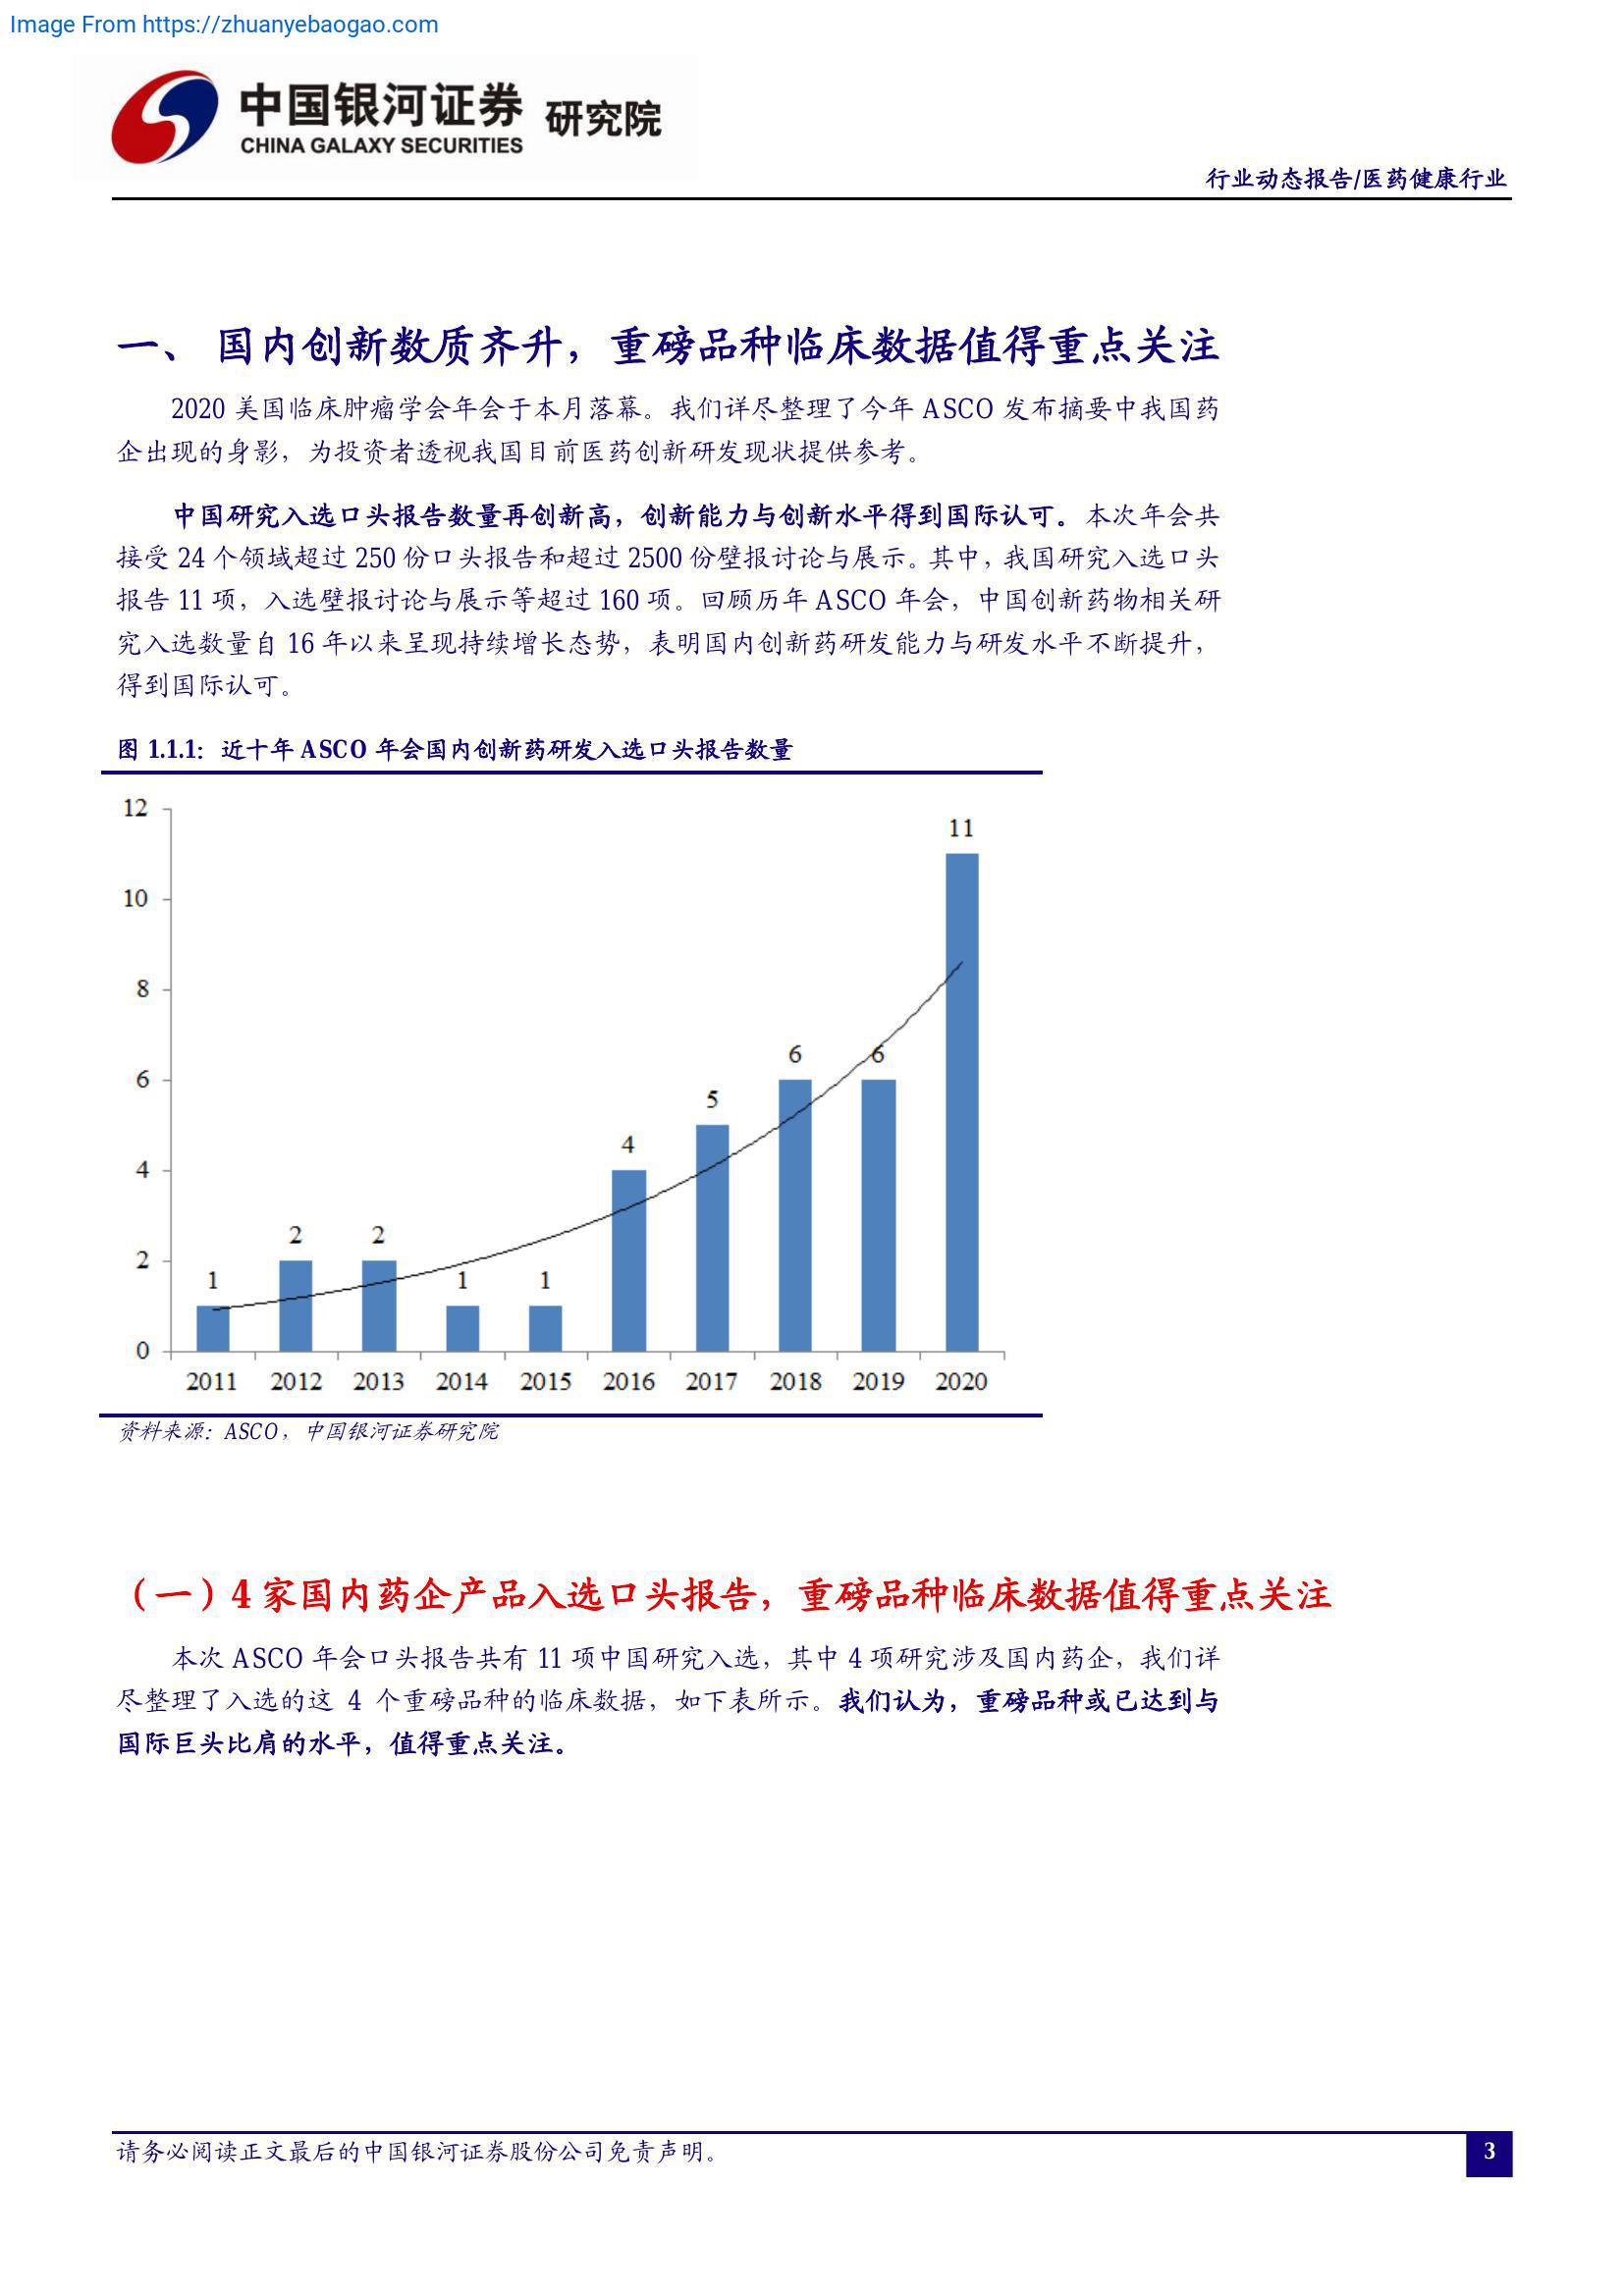 Image From https://zhuanyebaogao.com
中国银河证券 研究院
CHINA GALAXY SECURITIES
行业动态报告/医药健康行业
一、 国内创新数质齐升，重磅品种临床数据值得重点关注
2020 美国临床肿瘤学会年会于本月落幕。我们详尽整理了今年 ASCO 发布摘要中我国药
企出现的身影，为投资者透视我国目前医药创新研发现状提供参考。
中国研究入选口头报告数量再创新高，创新能力与创新水平得到国际认可。本次年会共
接受 24 个领域超过 250 份口头报告和超过 2500 份壁报讨论与展示。其中，我国研究入选口头
报告 11 项，入选壁报讨论与展示等超过 160 项。回顾历年 ASCO 年会，中国创新药物相关研
究入选数量自 16 年以来呈现持续增长态势，表明国内创新药研发能力与研发水平不断提升，
得到国际认可。
图 1.1.1：近十年 ASCO 年会国内创新药研发入选口头报告数量
12
10
8
6
4
2
0
1
2
2
1
1
4
5
6
6
11
2011 2012 2013 2014 2015 2016 2017 2018 2019 2020
资料来源：ASCO，中国银河证券研究院
（一）4 家国内药企产品入选口头报告，重磅品种临床数据值得重点关注
本次 ASCO 年会口头报告共有 11 项中国研究入选，其中 4 项研究涉及国内药企，我们详
尽整理了入选的这 4 个重磅品种的临床数据，如下表所示。我们认为，重磅品种或已达到与
国际巨头比肩的水平，值得重点关注。
请务必阅读正文最后的中国银河证券股份公司免责声明。
3